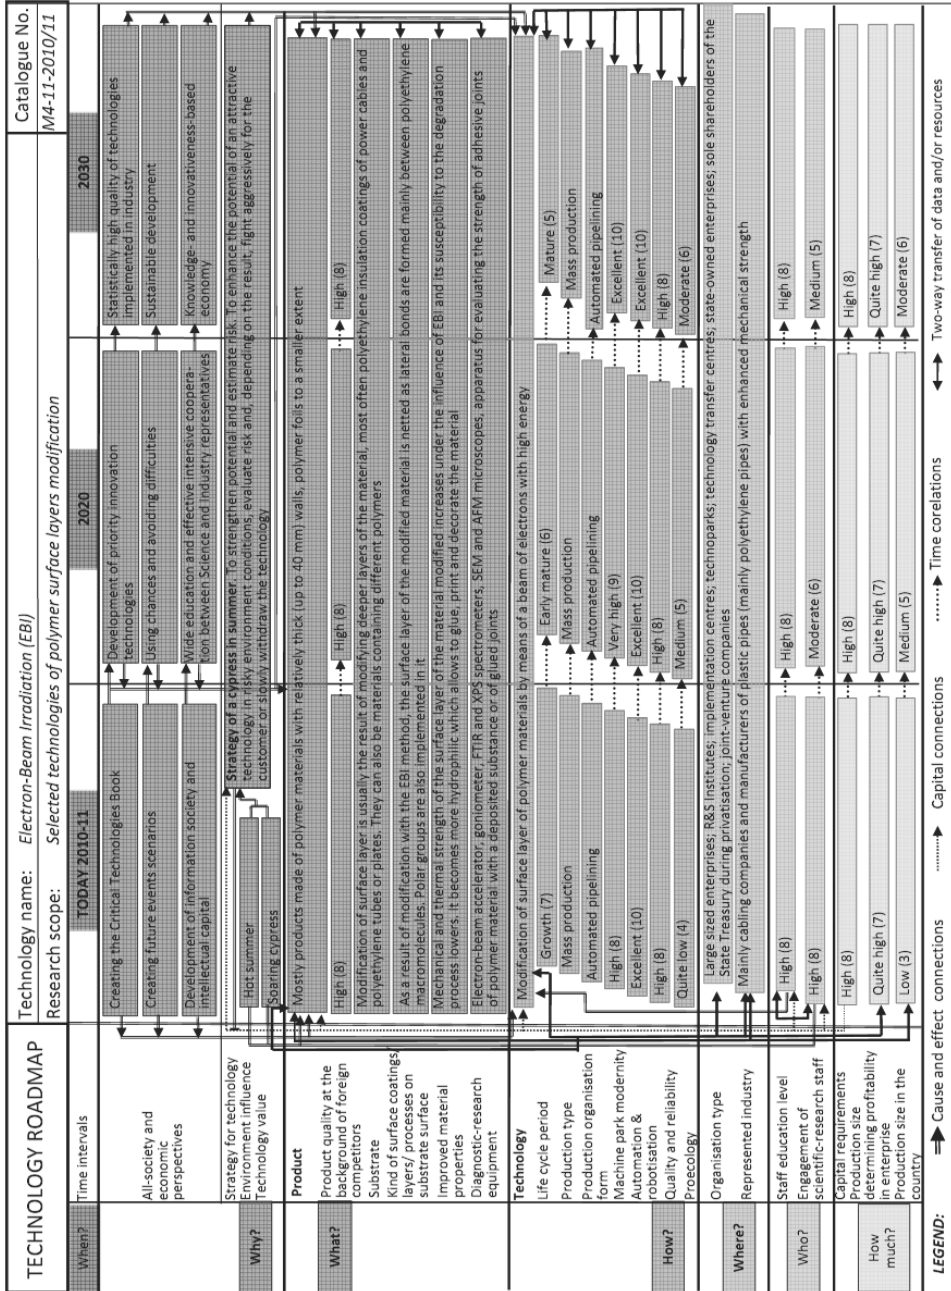 TECHNOLOGY ROADMAP
Technology name: Electron-Beam Irradiation (EBI)
Research scope: Selected technologies of polymer surface layers modification
Catalogue No.
M4-11-2010/11
When?
Time intervals
TODAY 2010-11
2020
2030
Why?
All-society and
economic
perspectives
Creating the Critical Technologies Book
Development of priority innovation
technologies
Statistically high quality of technologies
implemented in industry
Creating future events scenarios
Using chances and avoiding difficulties
Sustainable development
Development of information society and
intellectual capital
Wide education and effective intensive coopera-
tion between Science and Industry representatives
Knowledge- and innovativeness-based
economy
Strategy for technology
Strategy of a cypress in summer. To strengthen potential and estimate risk. To enhance the potential of an attractive
technology in risky environment conditions, evaluate risk and, depending on the result, fight aggressively for the
customer or slowly withdraw the technology
Environment influence
Hot summer
Technology value
Soaring cypress
What?
Product
Mostly products made of polymer materials with relatively thick (up to 40 mm) walls, polymer foils to a smaller extent
Product quality at the
background of foreign
competitors
High (8)
High (8)
High (8)
Substrate
Modification of surface layer is usually the result of modifying deeper layers of the material, most often polyethylene insulation coatings of power cables and
polyethylene tubes or plates. They can also be materials containing different polymers
Kind of surface coatings/
layers/ processes on
substrate surface
As a result of modification with the EBI method, the surface layer of the modified material is netted as lateral bonds are formed mainly between polyethylene
macromolecules. Polar groups are also implemented in it
Improved material
properties
Mechanical and thermal strength of the surface layer of the material modified increases under the influence of EBI and its susceptibility to the degradation
process lowers. It becomes more hydrophilic which allows to glue, print and decorate the material
Diagnostic-research
equipment
Electron-beam accelerator, goniometer, FTIR and XPS spectrometers, SEM and AFM microscopes, apparatus for evaluating the strength of adhesive joints
of polymer material with a deposited substance or of glued joints
How?
Technology
Modification of surface layer of polymer materials by means of a beam of electrons with high energy
Life cycle period
Growth (7)
Early mature (6)
Mature (5)
Production type
Mass production
Mass production
Mass production
Production organisation
form
Automated pipelining
Automated pipelining
Automated pipelining
Machine park modernity
High (8)
Very high (9)
Excellent (10)
Automation &
robotisation
Excellent (10)
Excellent (10)
Excellent (10)
Quality and reliability
High (8)
High (8)
High (8)
Proecology
Quite low (4)
Medium (5)
Moderate (6)
Where?
Organisation type
Large sized enterprises; R&S Institutes; implementation centres; technoparks; technology transfer centres; state-owned enterprises; sole shareholders of the
State Treasury during privatisation; joint-venture companies
Represented industry
Mainly cabling companies and manufacturers of plastic pipes (mainly polyethylene pipes) with enhanced mechanical strength
Who?
Staff education level
High (8)
High (8)
High (8)
Engagement of
scientific-research staff
High (8)
Moderate (6)
Medium (5)
How
much?
Capital requirements
High (8)
High (8)
High (8)
Production size
determining profitability
in enterprise
Quite high (7)
Quite high (7)
Quite high (7)
Production size in the
country
Low (3)
Medium (5)
Moderate (6)
LEGEND:
Cause and effect connections
Capital connections
Time corelations
Two-way transfer of data and/or resources